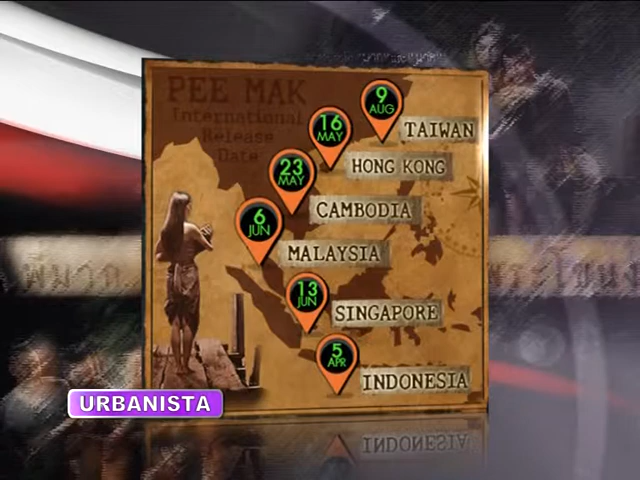 PEE MAK
International
Release
Date
9
AUG
TAIWAN
16
MAY
HONG KONG
23
MAY
CAMBODIA
6
JUN
MALAYSIA
13
JUN
SINGAPORE
5
APR
INDONESIA
URBANISTA
INDONESIA